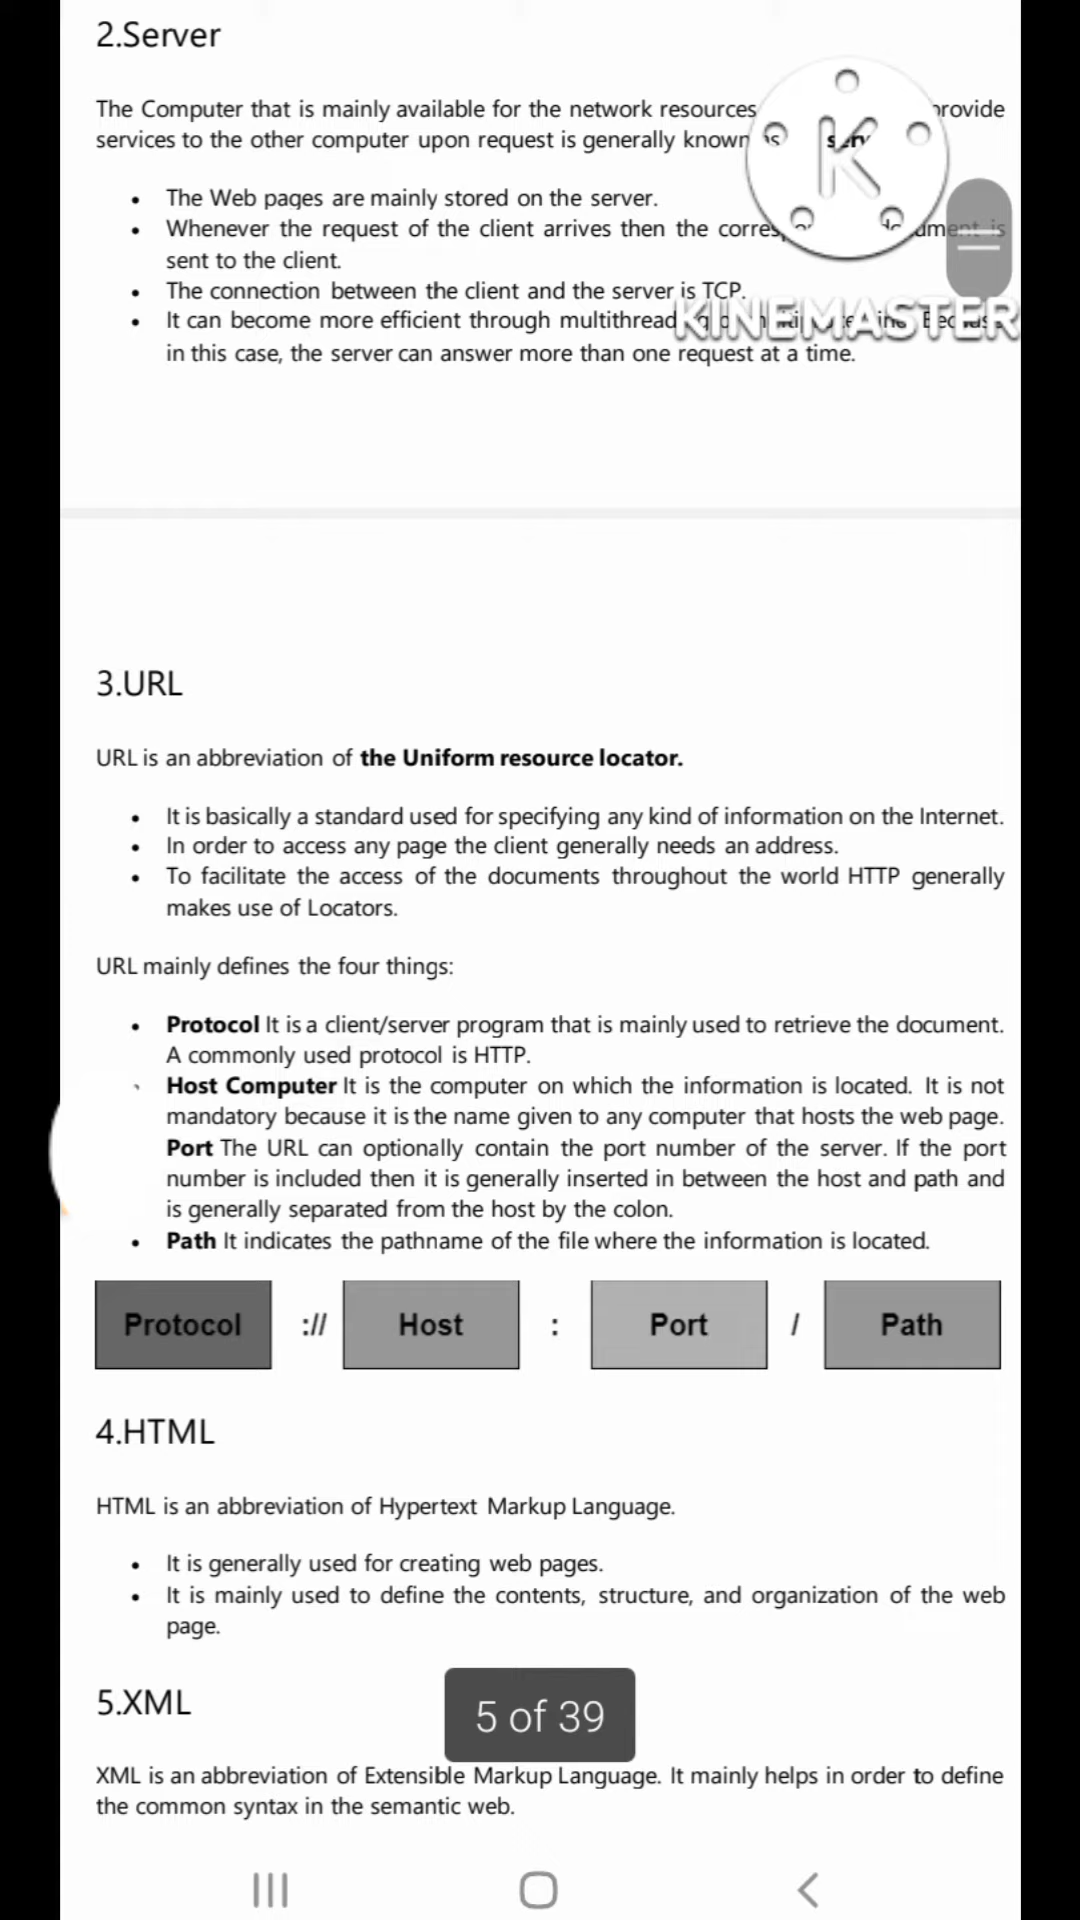 2.Server
The Computer that is mainly available for the network resources rovide
services to the other computer upon request is generally known
The Web pages are mainly stored on the server.
Whenever the request of the client arrives then the is
sent to the client.
The connection between the client and the server is TCP.
It can become more efficient through
in this case, the server can answer more than one request at a time.
K
KINEMASTER
3.URL
URL is an abbreviation of the Uniform resource locator.
It is basically a standard used for specifying any kind of information on the Internet.
In order to access any page the client generally needs an address.
To facilitate the access of the documents throughout the world HTTP generally
makes use of Locators.
URL mainly defines the four things:
Protocol It is a client/server program that is mainly used to retrieve the document.
A commonly used protocol is HTTP.
Host Computer It is the computer on which the information is located. It is not
mandatory because it is the name given to any computer that hosts the web page.
Port The URL can optionally contain the port number of the server. If the port
number is included then it is generally inserted in between the host and path and
is generally separated from the host by the colon.
Path It indicates the pathname of the file where the information is located.
Protocol :// Host : Port / Path
4.HTML
HTML is an abbreviation of Hypertext Markup Language.
It is generally used for creating web pages.
It is mainly used to define the contents, structure, and organization of the web
page.
5.XML
5 of 39
XML is an abbreviation of Extensible Markup Language. It mainly helps in order to define
the common syntax in the semantic web.